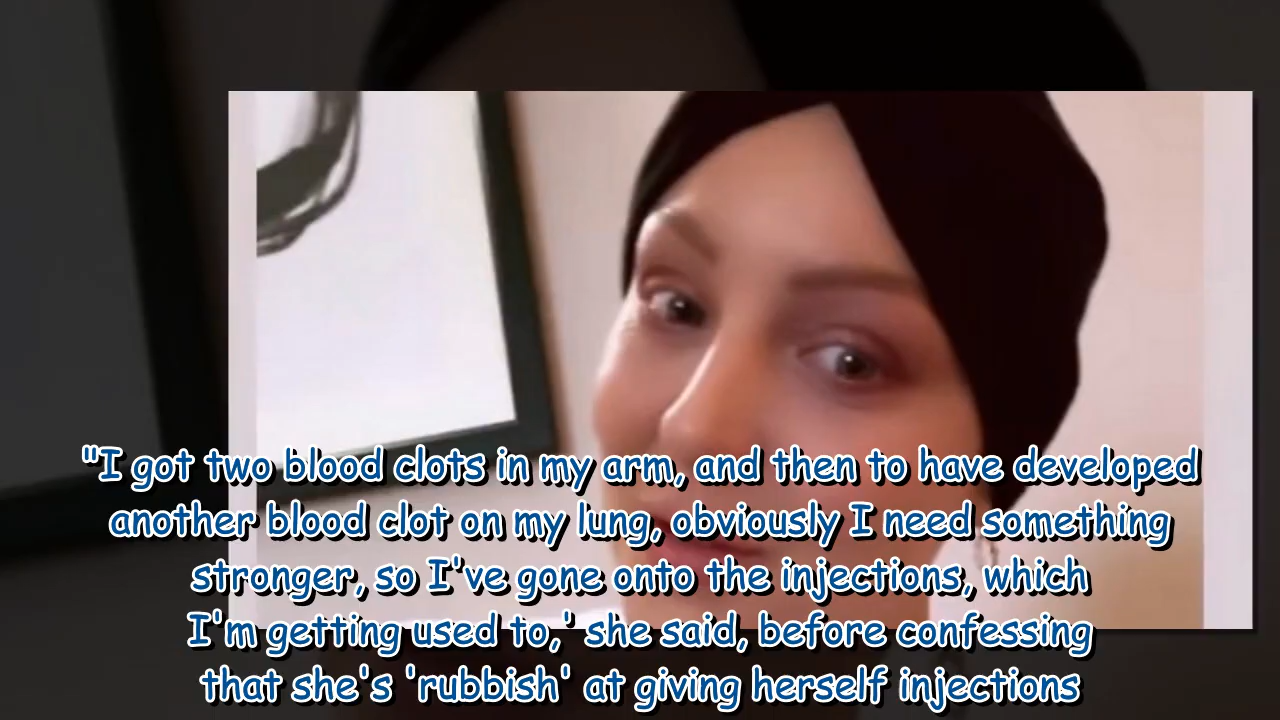 "I got two blood clots in my arm, and then to have developed
another blood clot on my lung, obviously I need something
stronger, so I've gone onto the injections, which
I'm getting used to,' she said, before confessing
that she's 'rubbish' at giving herself injections